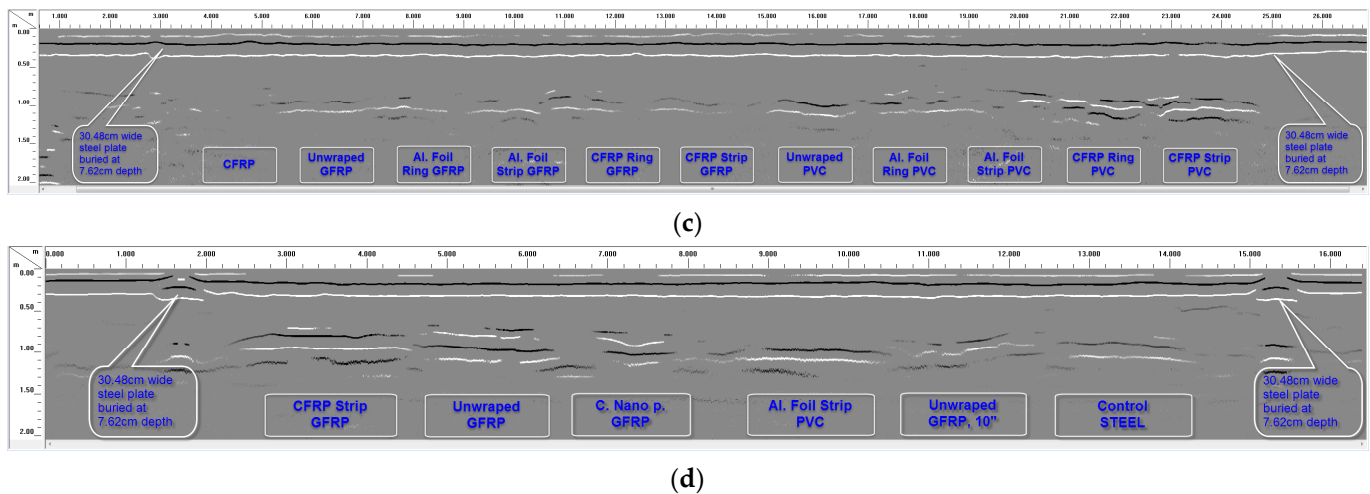 m
m
1.000 2.000 3.000 4.000 5.000 6.000 7.000 8.000 9.000 10.000 11.000 12.000 13.000 14.000 15.000 16.000 17.000 18.000 19.000 20.000 21.000 22.000 23.000 24.000 25.000 26.000
0.00
0.50
1.00
1.50
2.00
30.48cm wide
steel plate
buried at
7.62cm depth
CFRP
Unwraped
GFRP
Al. Foil
Ring GFRP
Al. Foil
Strip GFRP
CFRP Ring
GFRP
CFRP Strip
GFRP
Unwraped
PVC
Al. Foil
Ring PVC
Al. Foil
Strip PVC
CFRP Ring
PVC
CFRP Strip
PVC
30.48cm wide
steel plate
buried at
7.62cm depth
(c)
m
m
0.000 1.000 2.000 3.000 4.000 5.000 6.000 7.000 8.000 9.000 10.000 11.000 12.000 13.000 14.000 15.000 16.000
0.00
0.50
1.00
1.50
2.00
30.48cm wide
steel plate
buried at
7.62cm depth
CFRP Strip
GFRP
Unwraped
GFRP
C. Nano p.
GFRP
Al. Foil Strip
PVC
Unwraped
GFRP, 10"
Control
STEEL
30.48cm wide
steel plate
buried at
7.62cm depth
(d)